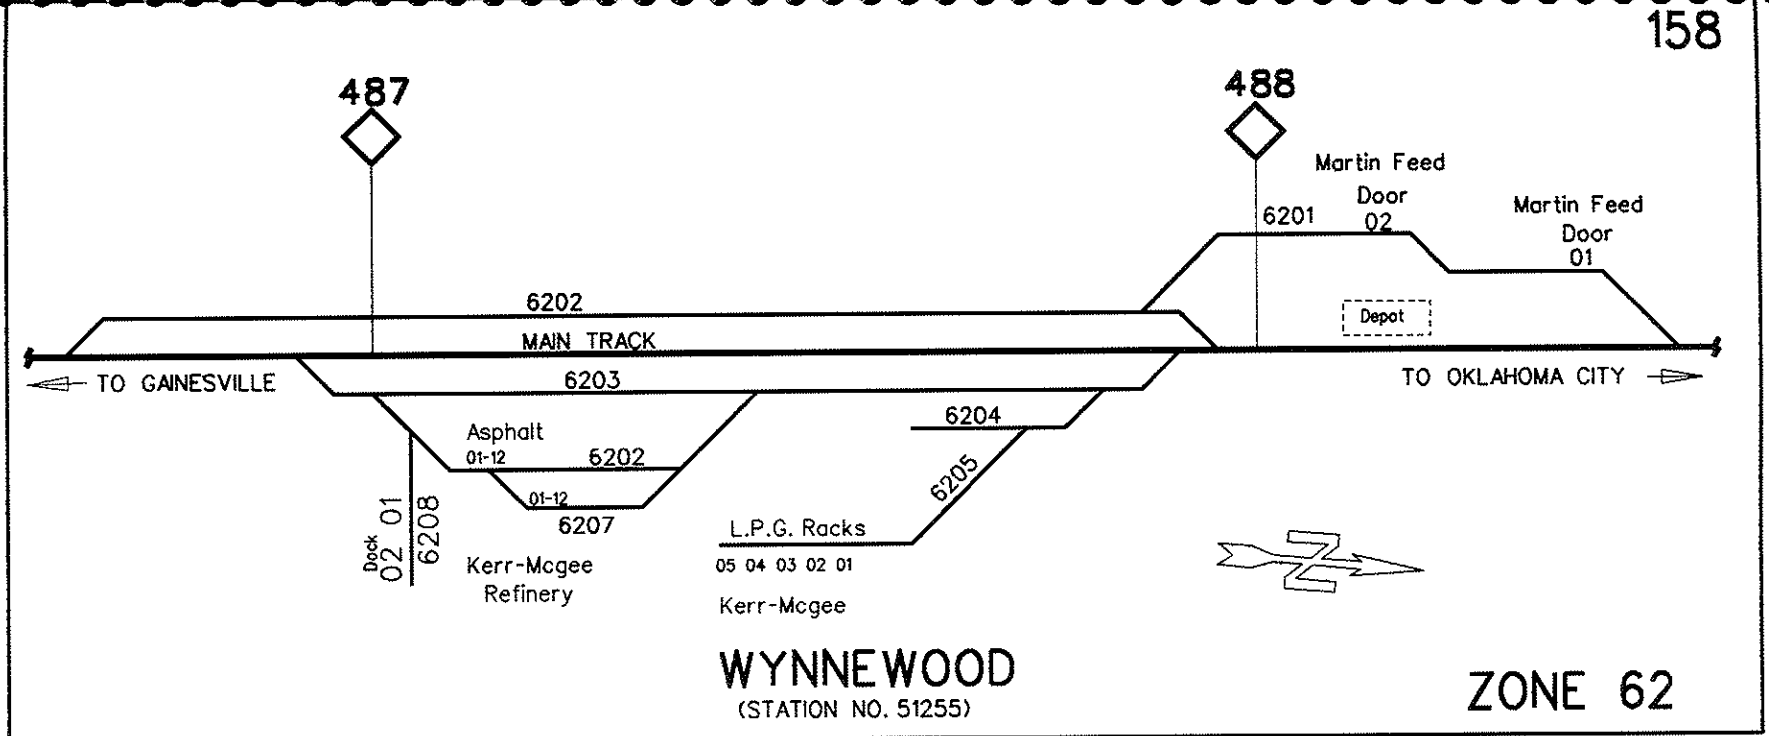 158
487
488
Martin Feed
Door
02
6201
Martin Feed
Door
01
6202
Depot
MAIN TRACK
TO GAINESVILLE
6203
TO OKLAHOMA CITY
6204
Asphalt
01-12
6202
6205
01-12
6207
Dock
02 01
6208
L.P.G. Racks
05 04 03 02 01
Kerr-Mcgee
Refinery
Kerr-Mcgee
N
WYNNEWOOD
(STATION NO. 51255)
ZONE 62